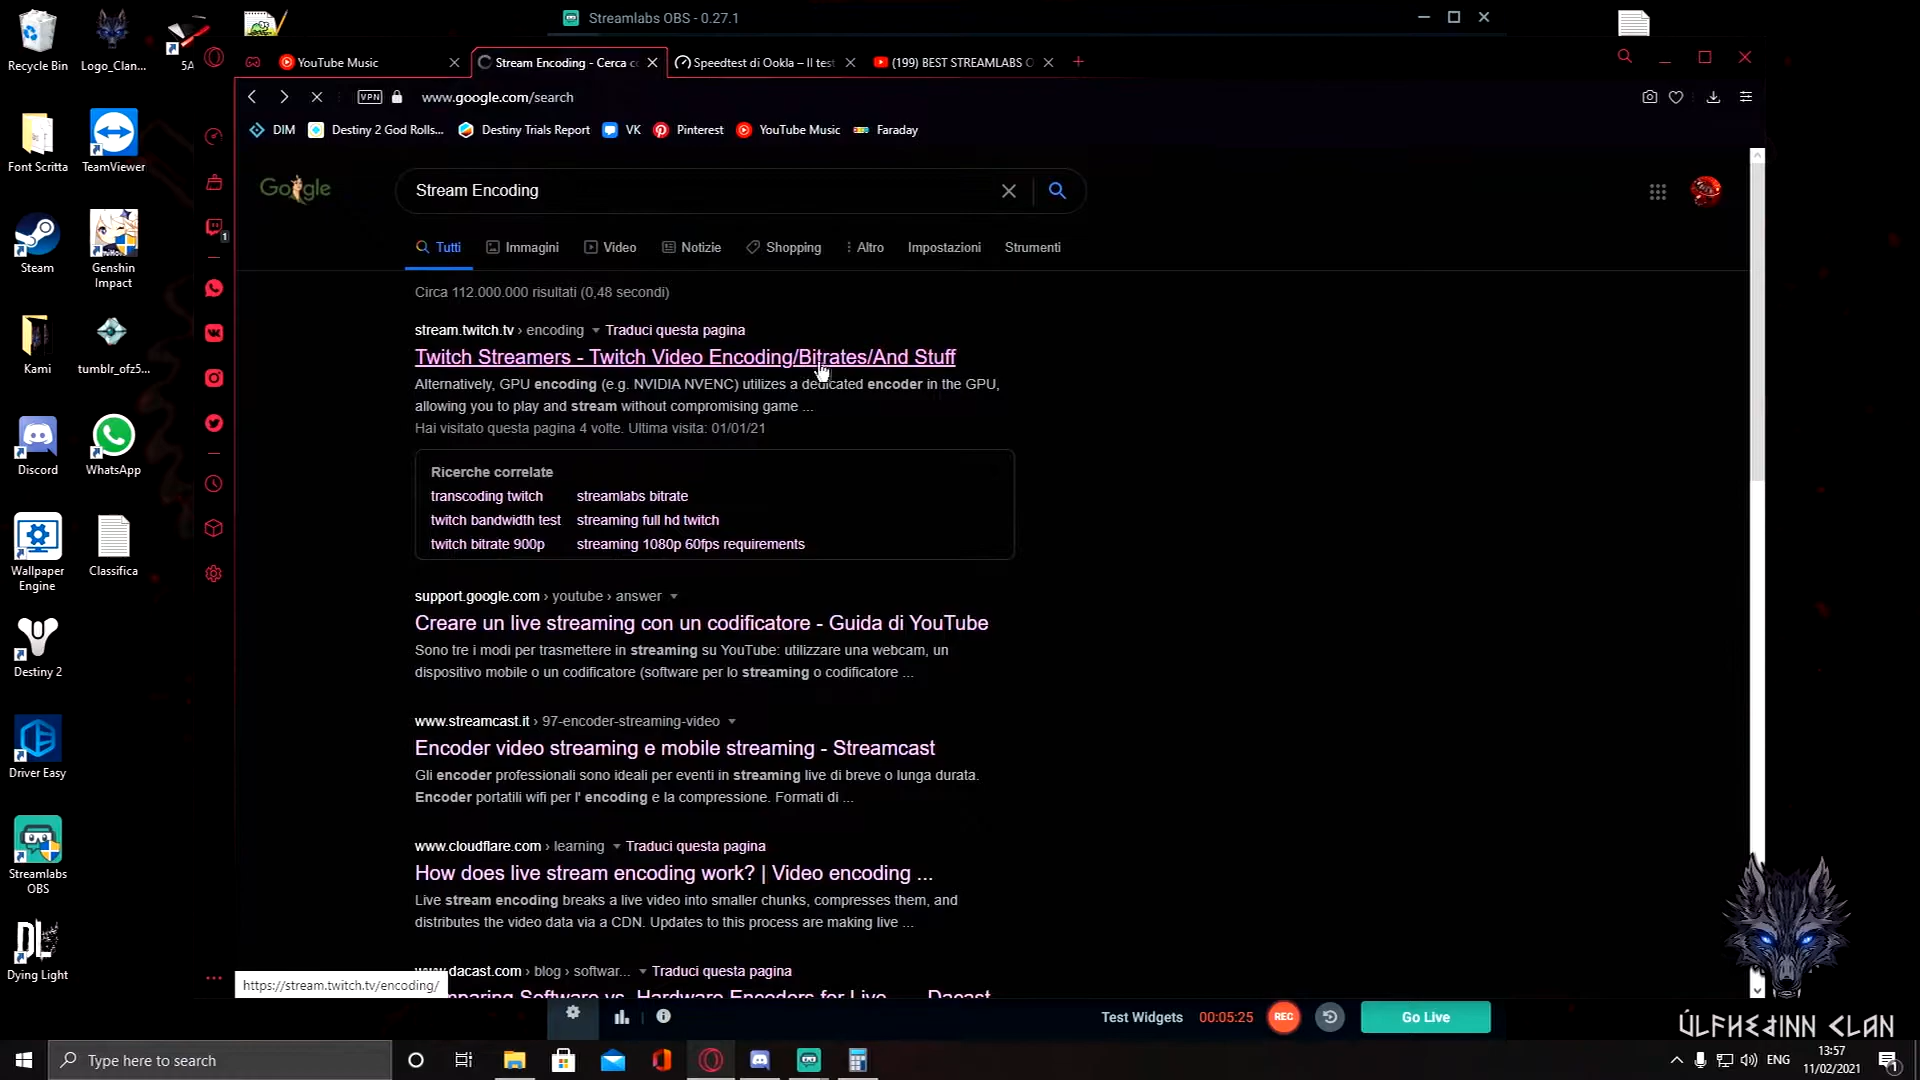 Streamlabs OBS - 0.27.1
Recycle Bin
Logo_Clan...
5A
YouTube Music
Stream Encoding - Cerca co
Speedtest di Ookla – Il test
(199) BEST STREAMLABS O
VPN
www.google.com/search
DIM
Destiny 2 God Rolls...
Destiny Trials Report
VK
Pinterest
YouTube Music
Faraday
Font Scritta
TeamViewer
Google
Stream Encoding
1
Tutti
Immagini
Video
Notizie
Shopping
Altro
Impostazioni
Strumenti
Steam
Genshin
Impact
Circa 112.000.000 risultati (0,48 secondi)
stream.twitch.tv › encoding
Traduci questa pagina
Twitch Streamers - Twitch Video Encoding/Bitrates/And Stuff
Alternatively, GPU encoding (e.g. NVIDIA NVENC) utilizes a dedicated encoder in the GPU,
allowing you to play and stream without compromising game ...
Hai visitato questa pagina 4 volte. Ultima visita: 01/01/21
Kami
tumblr_ofz5...
Ricerche correlate
transcoding twitch
streamlabs bitrate
twitch bandwidth test
streaming full hd twitch
twitch bitrate 900p
streaming 1080p 60fps requirements
Discord
WhatsApp
Wallpaper
Engine
Classifica
support.google.com › youtube › answer
Creare un live streaming con un codificatore - Guida di YouTube
Sono tre i modi per trasmettere in streaming su YouTube: utilizzare una webcam, un
dispositivo mobile o un codificatore (software per lo streaming o codificatore ...
Destiny 2
www.streamcast.it › 97-encoder-streaming-video
Encoder video streaming e mobile streaming - Streamcast
Gli encoder professionali sono ideali per eventi in streaming live di breve o lunga durata.
Encoder portatili wifi per l' encoding e la compressione. Formati di ...
Driver Easy
www.cloudflare.com › learning
Traduci questa pagina
How does live stream encoding work? | Video encoding ...
Live stream encoding breaks a live video into smaller chunks, compresses them, and
distributes the video data via a CDN. Updates to this process are making live ...
Streamlabs
OBS
DL
Dying Light
dacast.com › blog › softwar...
Traduci questa pagina
Software vs. Hardware Encoders for Live ... - Dacast
https://stream.twitch.tv/encoding/
Test Widgets
00:05:25
REC
Go Live
ÚLFHEÐINN CLAN
Type here to search
ENG
13:57
11/02/2021
1